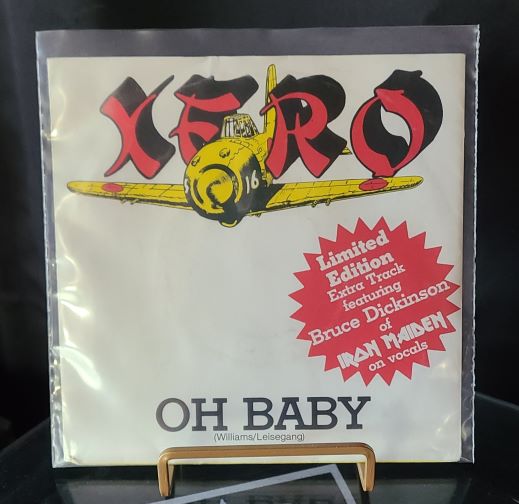 XERO
16
Limited
Edition
Extra Track
featuring
Bruce Dickinson
of
IRON MAIDEN
on vocals
OH BABY
(Williams/Leisegang)